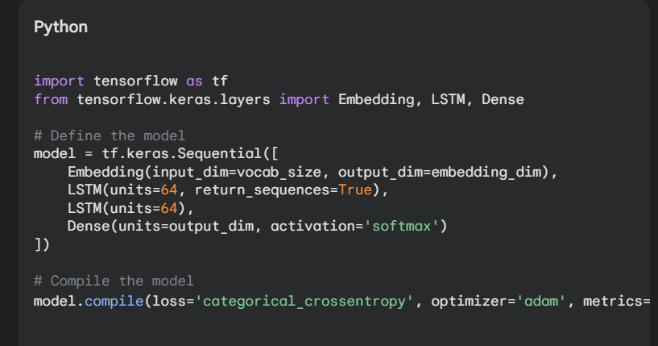 Python
import tensorflow as tf
from tensorflow.keras.layers import Embedding, LSTM, Dense
# Define the model
model = tf.keras.Sequential([
    Embedding(input_dim=vocab_size, output_dim=embedding_dim),
    LSTM(units=64, return_sequences=True),
    LSTM(units=64),
    Dense(units=output_dim, activation='softmax')
])
# Compile the model
model.compile(loss='categorical_crossentropy', optimizer='adam', metrics=